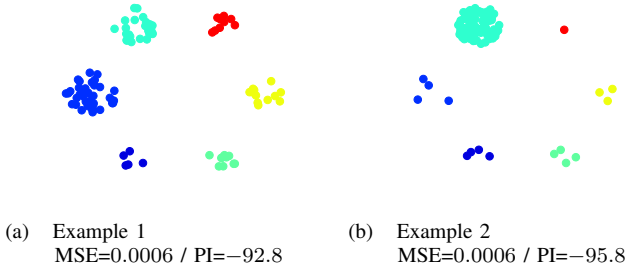 (a) Example 1
MSE=0.0006 / PI=−92.8
(b) Example 2
MSE=0.0006 / PI=−95.8